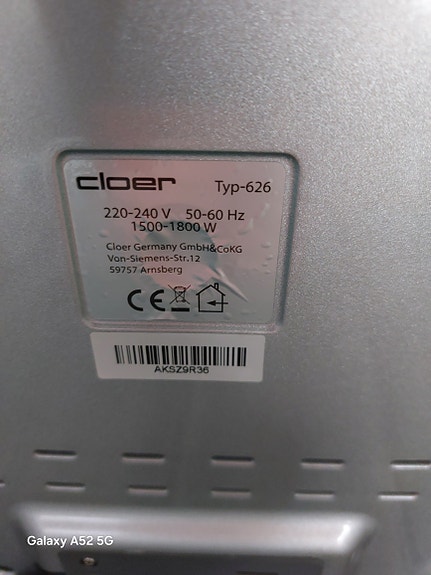 cloer Typ-626
220-240 V 50-60 Hz
1500-1800 W
Cloer Germany GmbH&CoKG
Von-Siemens-Str.12
59757 Arnsberg
CE
AKSZ9R36
Galaxy A52 5G